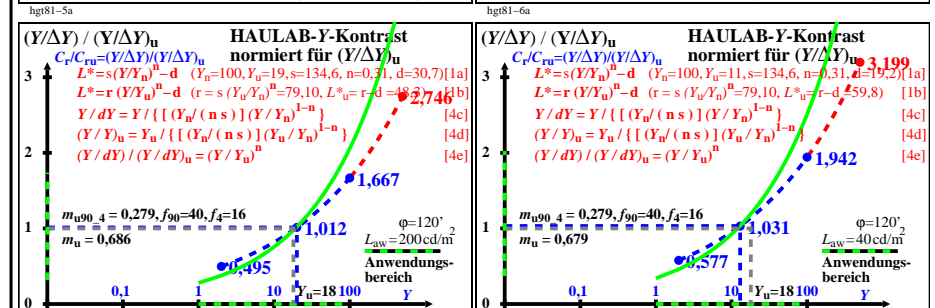 hgt81-5a
(Y/ΔY) / (Y/ΔY)u
HAULAB-Y-Kontrast
Cr/Cru=(Y/ΔY)/(Y/ΔY)u
normiert für (Y/ΔY)u
L*=s(Y/Yn)^n-d (Yn=100,Yu=19,s=134,6, n=0,31, d=30,7)[1a]
L*=r(Y/Yu)^n-d (r = s (Yu/Yn)^n=79,10, L*u=r-d [1b]
Y/dY=Y/{[(Yn/(ns)](Y/Yn)^1-n} [4c]
(Y/Y)u=Yu/{[(Yn/(ns)](Yu/Yn)^1-n} [4d]
(Y/dY)/(Y/dY)u=(Y/Yu)^n [4e]
3
2
1
0
2,746
1,667
1,012
0,495
mu90_4 = 0,279, f90=40, f4=16
mu = 0,686
φ=120'
Law=200cd/m2
Anwendungs-
bereich
Yu=18
0,1 1 10 100 Y
hgt81-6a
(Y/ΔY) / (Y/ΔY)u
HAULAB-Y-Kontrast
Cr/Cru=(Y/ΔY)/(Y/ΔY)u
normiert für (Y/ΔY)u
L*=s(Y/Yn)^n-d (Yn=100,Yu=11,s=134,6, n=0,31, d=19,2)[1a]
L*=r(Y/Yu)^n-d (r = s (Yu/Yn)^n=79,10, L*u=r-d=59,8) [1b]
Y/dY=Y/{[(Yn/(ns)](Y/Yn)^1-n} [4c]
(Y/Y)u=Yu/{[(Yn/(ns)](Yu/Yn)^1-n} [4d]
(Y/dY)/(Y/dY)u=(Y/Yu)^n [4e]
3
2
1
0
3,199
1,942
1,031
0,577
mu90_4 = 0,279, f90=40, f4=16
mu = 0,679
φ=120'
Law=40cd/m2
Anwendungs-
bereich
Yu=18
0,1 1 10 100 Y